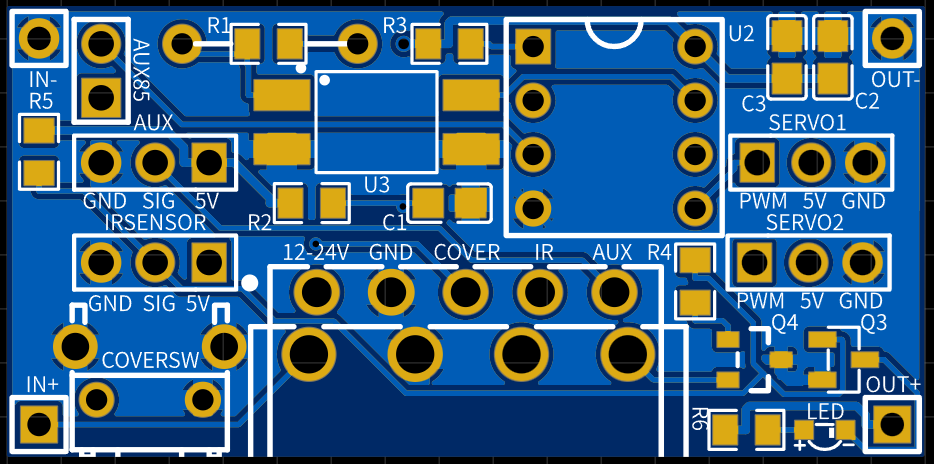 R1
R3
U2
IN-
AUX85
OUT-
R5
C3
C2
AUX
SERVO1
U3
GND SIG 5V
PWM 5V GND
R2
C1
IRSENSOR
SERVO2
12-24V GND COVER IR AUX R4
GND SIG 5V
PWM 5V GND
Q4
Q3
COVERSW
IN+
OUT+
R6
LED
+ -